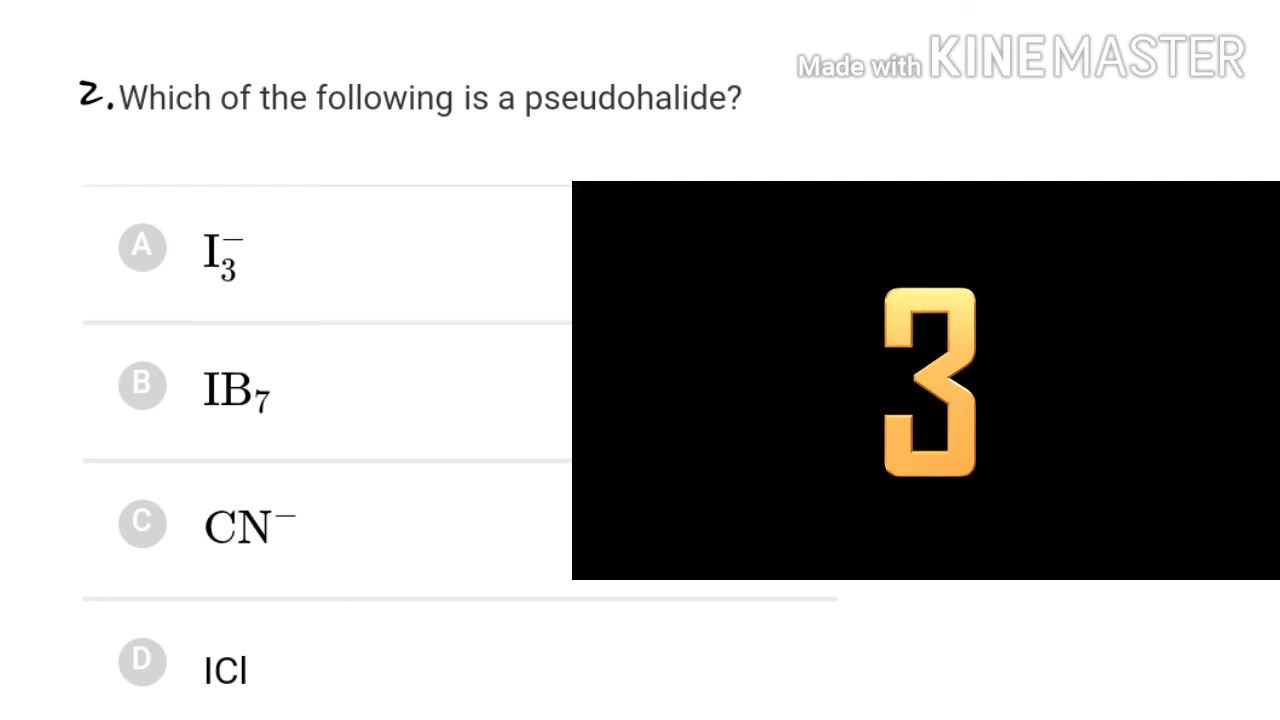 Made with KINEMASTER
2. Which of the following is a pseudohalide?
A I₃⁻
3
B IB₇
C CN⁻
D ICl